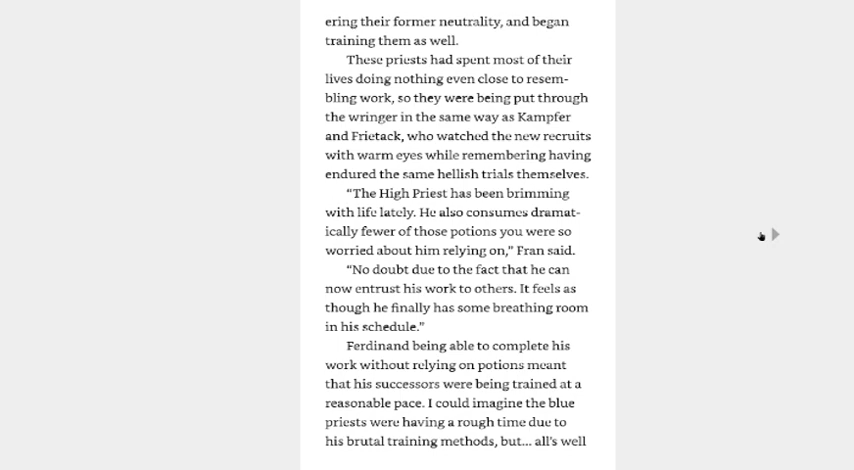 ering their former neutrality, and began
training them as well.
These priests had spent most of their
lives doing nothing even close to resem-
bling work, so they were being put through
the wringer in the same way as Kampfer
and Frietack, who watched the new recruits
with warm eyes while remembering having
endured the same hellish trials themselves.
“The High Priest has been brimming
with life lately. He also consumes dramat-
ically fewer of those potions you were so
worried about him relying on,” Fran said.
“No doubt due to the fact that he can
now entrust his work to others. It feels as
though he finally has some breathing room
in his schedule.”
Ferdinand being able to complete his
work without relying on potions meant
that his successors were being trained at a
reasonable pace. I could imagine the blue
priests were having a rough time due to
his brutal training methods, but... all's well